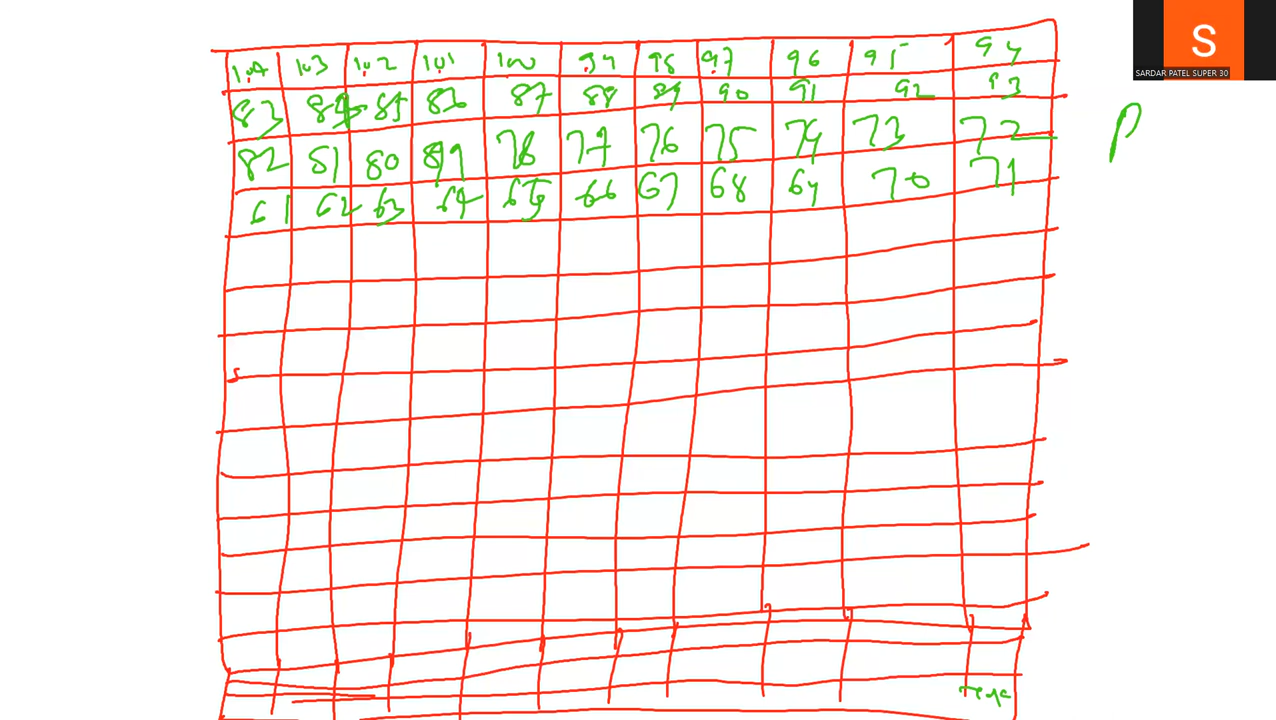 S
SARDAR PATEL SUPER 30
104 103 102 101 100 99 98 97 96 95 94
83 84 85 86 87 88 89 90 91 92 93
82 81 80 79 78 77 76 75 74 73 72
61 62 63 64 65 66 67 68 69 70 71
P